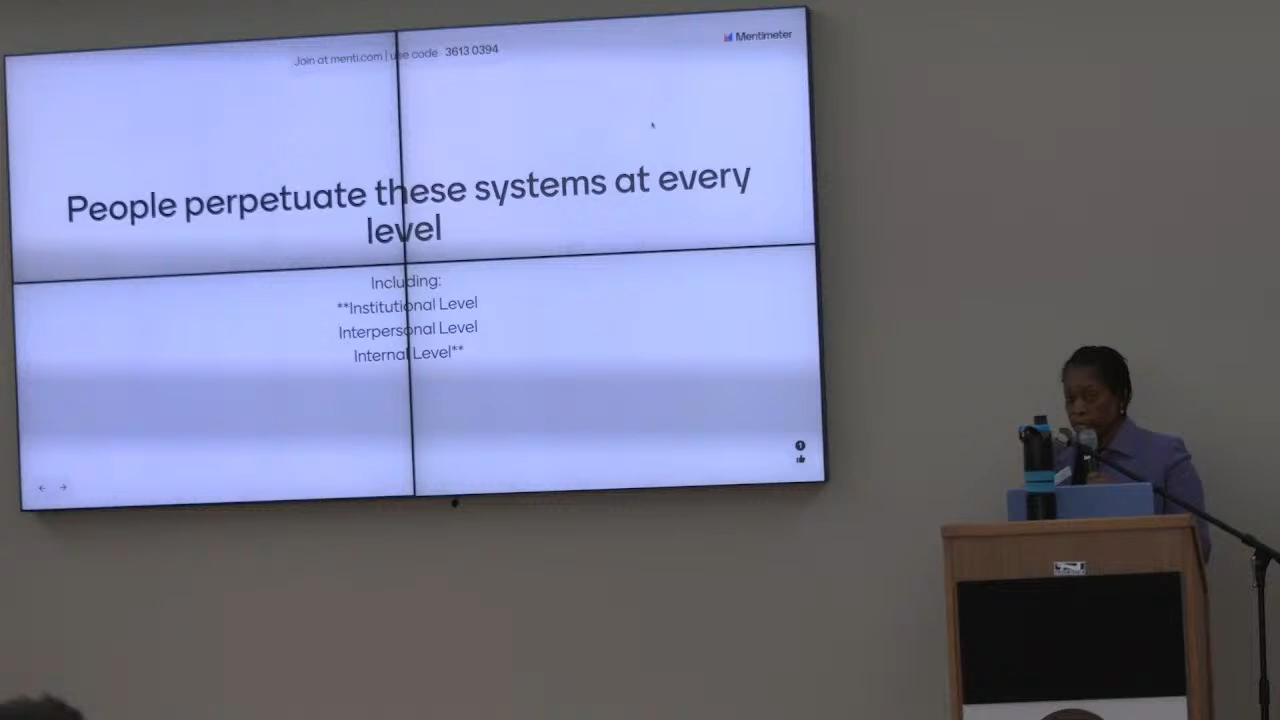 Mentimeter
Join at menti.com | use code 3613 0394
People perpetuate these systems at every
level
Including:
**Institutional Level
Interpersonal Level
Internal Level**